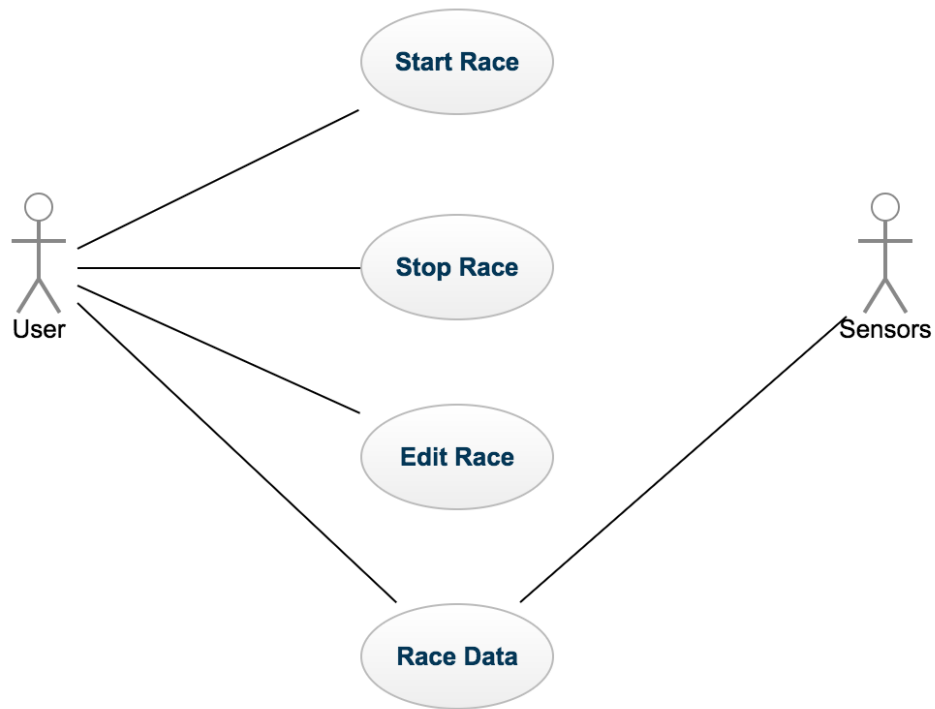 Start Race
Stop Race
User
Sensors
Edit Race
Race Data